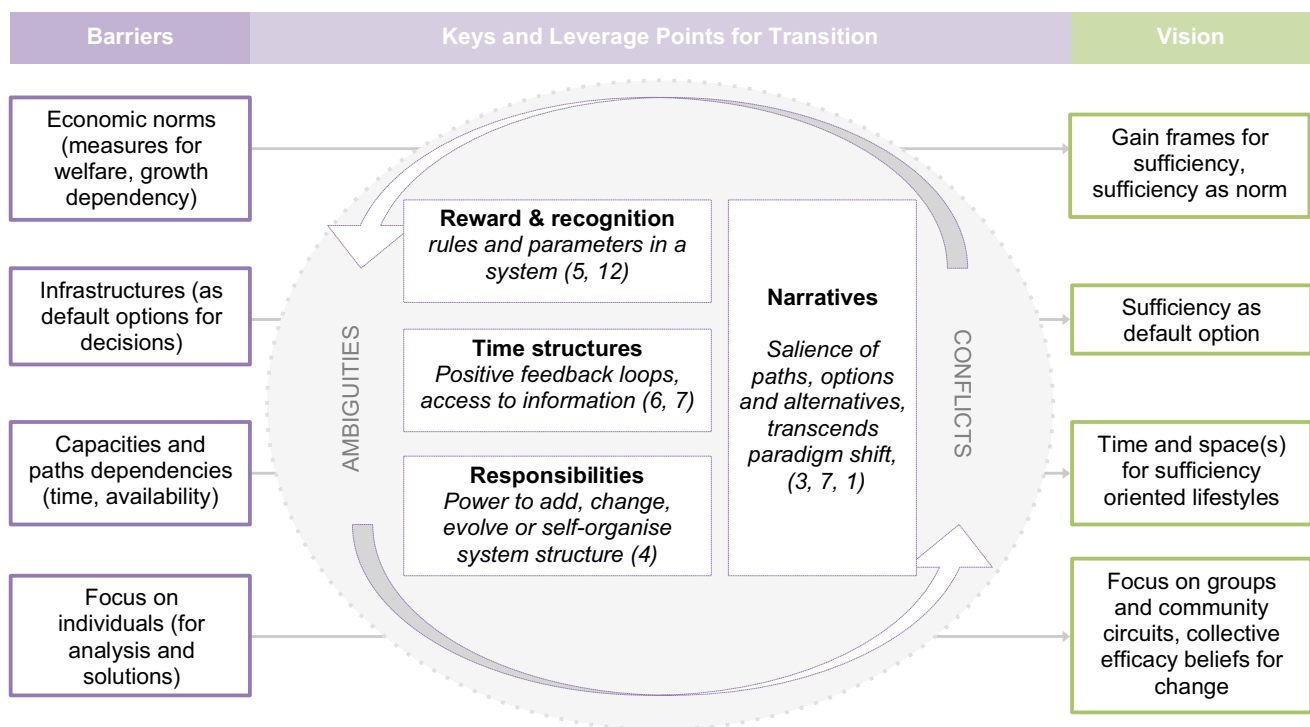 Barriers
Keys and Leverage Points for Transition
Vision
Economic norms
(measures for
welfare, growth
dependency)
Infrastructures (as
default options for
decisions)
Capacities and
paths dependencies
(time, availability)
Focus on
individuals (for
analysis and
solutions)
AMBIGUITIES
Reward & recognition
rules and parameters in a
system (5, 12)
Time structures
Positive feedback loops,
access to information (6, 7)
Responsibilities
Power to add, change,
evolve or self-organise
system structure (4)
Narratives
Salience of
paths, options
and alternatives,
transcends
paradigm shift,
(3, 7, 1)
CONFLICTS
Gain frames for
sufficiency,
sufficiency as norm
Sufficiency as
default option
Time and space(s)
for sufficiency
oriented lifestyles
Focus on groups
and community
circuits, collective
efficacy beliefs for
change